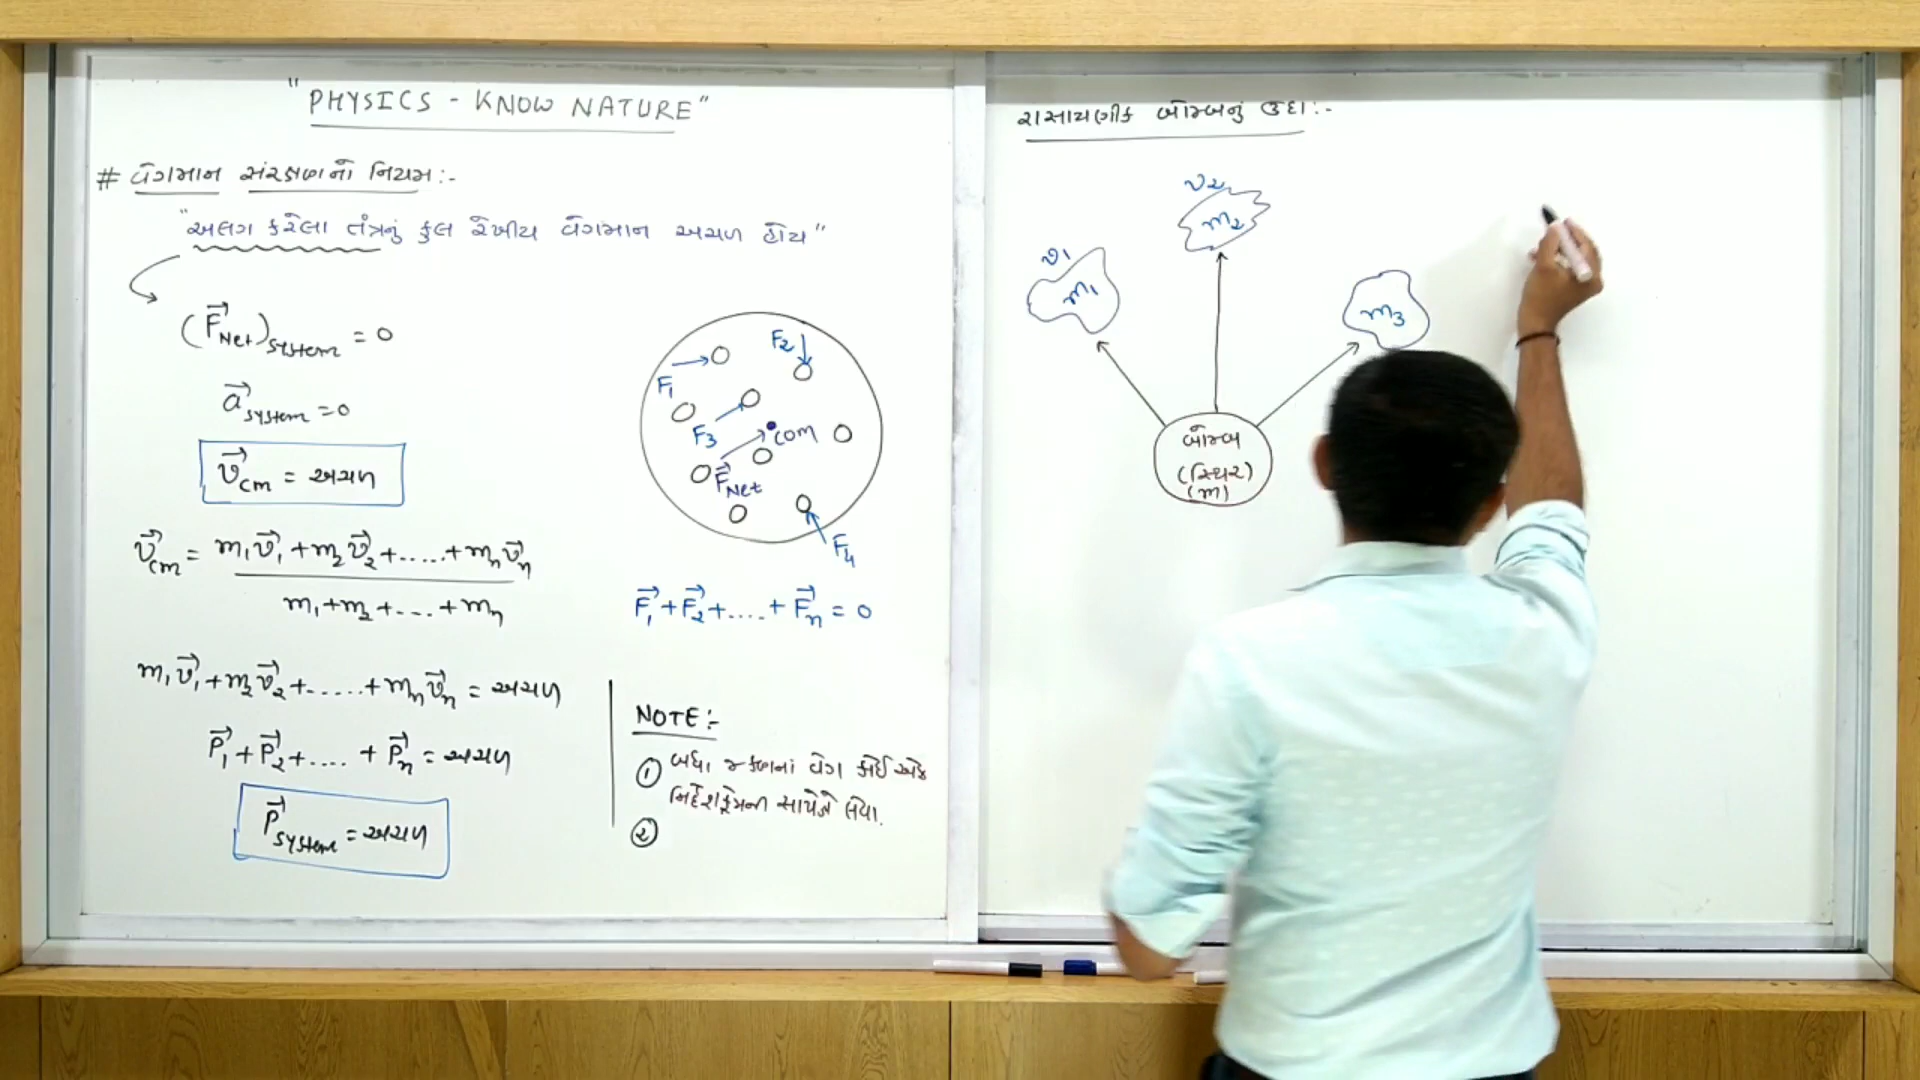 "PHYSICS - KNOW NATURE"
# વેગમાન સંરક્ષણનો નિયમ:-
"અલગ કરેલા તંત્રનું કુલ રેખીય વેગમાન અચળ હોય"
(F⃗Net)system = 0
a⃗system = 0
v⃗cm = અચળ
v⃗cm = m₁v⃗₁ + m₂v⃗₂ + ..... + mₙv⃗ₙ
m₁ + m₂ + .... + mₙ
m₁v⃗₁ + m₂v⃗₂ + ..... + mₙv⃗ₙ = અચળ
P⃗₁ + P⃗₂ + .... + P⃗ₙ = અચળ
P⃗system = અચળ
F₂
F₁
F₃
com
F⃗Net
F₄
F⃗₁ + F⃗₂ + .... + F⃗ₙ = 0
NOTE:-
① બધા જ કણનાં વેગ કોઈ એક
નિર્દેશફ્રેમની સાપેક્ષે લેવા.
②
રાસાયણીક બોમ્બનું ઉદા:-
v₂
m₂
v₁
m₁
m₃
બોમ્બ
(સ્થિર)
(m)